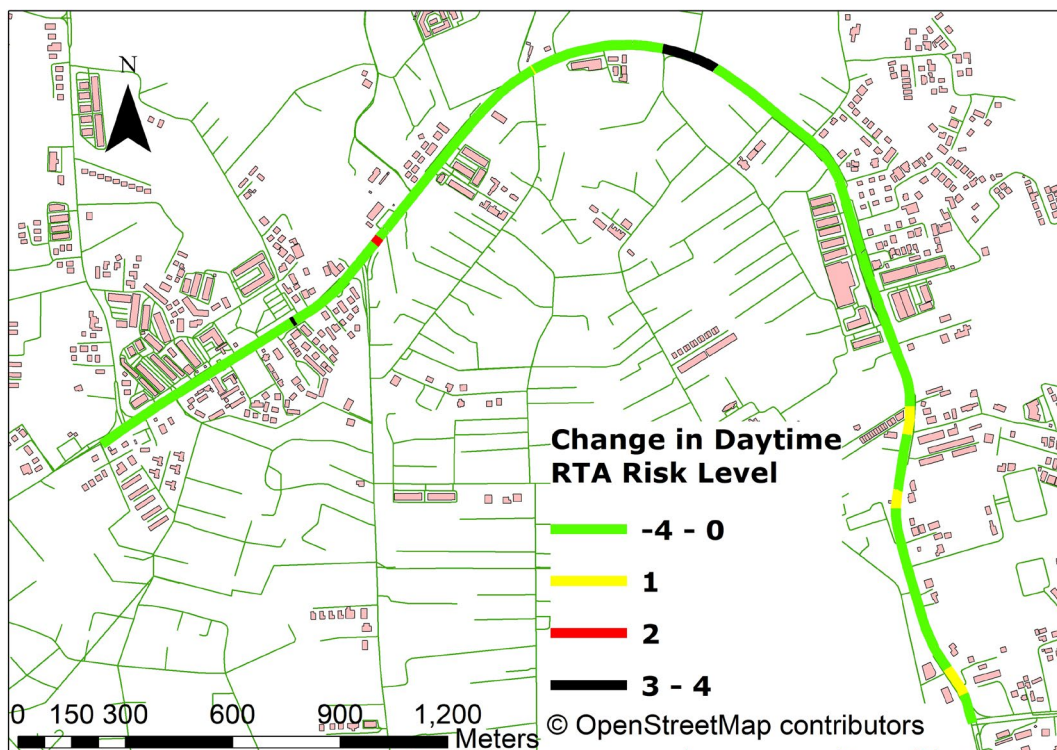 N
Change in Daytime
RTA Risk Level
-4 - 0
1
2
3 - 4
0 150 300 600 900 1,200
Meters
© OpenStreetMap contributors